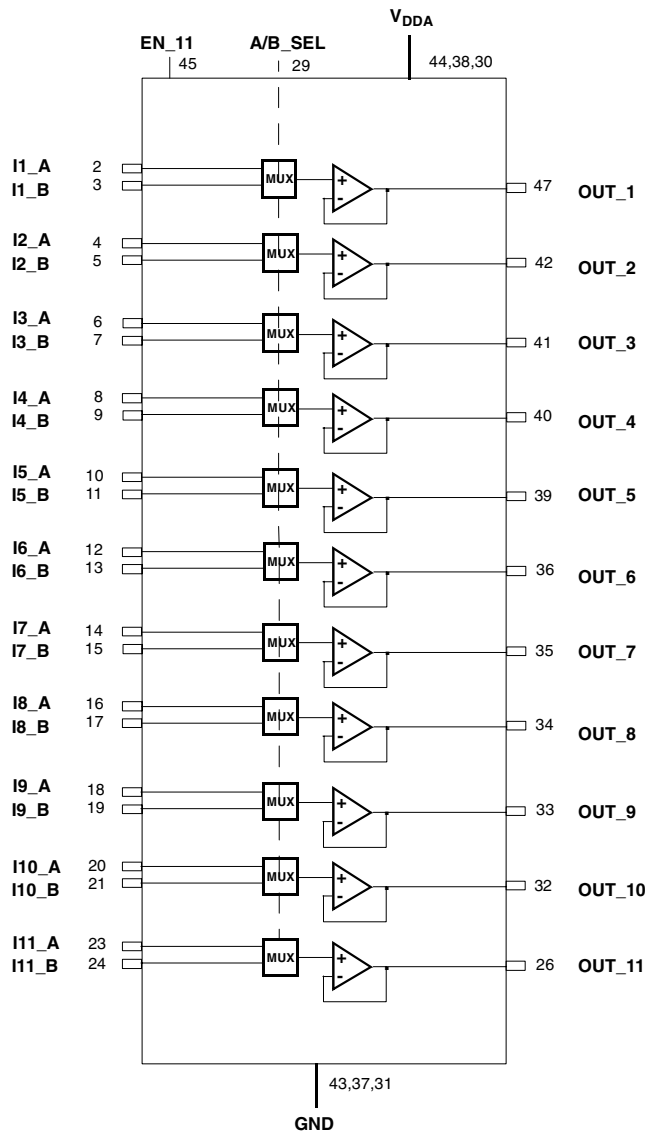 V_DDA
EN_11 A/B_SEL
45 29 44,38,30
I1_A 2
I1_B 3 MUX + - 47 OUT_1
I2_A 4
I2_B 5 MUX + - 42 OUT_2
I3_A 6
I3_B 7 MUX + - 41 OUT_3
I4_A 8
I4_B 9 MUX + - 40 OUT_4
I5_A 10
I5_B 11 MUX + - 39 OUT_5
I6_A 12
I6_B 13 MUX + - 36 OUT_6
I7_A 14
I7_B 15 MUX + - 35 OUT_7
I8_A 16
I8_B 17 MUX + - 34 OUT_8
I9_A 18
I9_B 19 MUX + - 33 OUT_9
I10_A 20
I10_B 21 MUX + - 32 OUT_10
I11_A 23
I11_B 24 MUX + - 26 OUT_11
43,37,31
GND